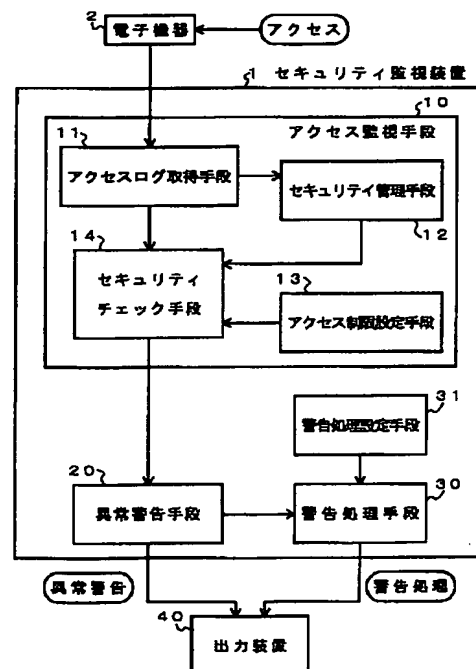 2
電子機器
アクセス
1 セキュリティ監視装置
10
アクセス監視手段
11
アクセスログ取得手段
セキュリテイ管理手段
12
14
セキュリティ
チェック手段
13
アクセス制限設定手段
31
警告処理設定手段
20
異常警告手段
30
警告処理手段
異常警告
警告処理
40
出力装置